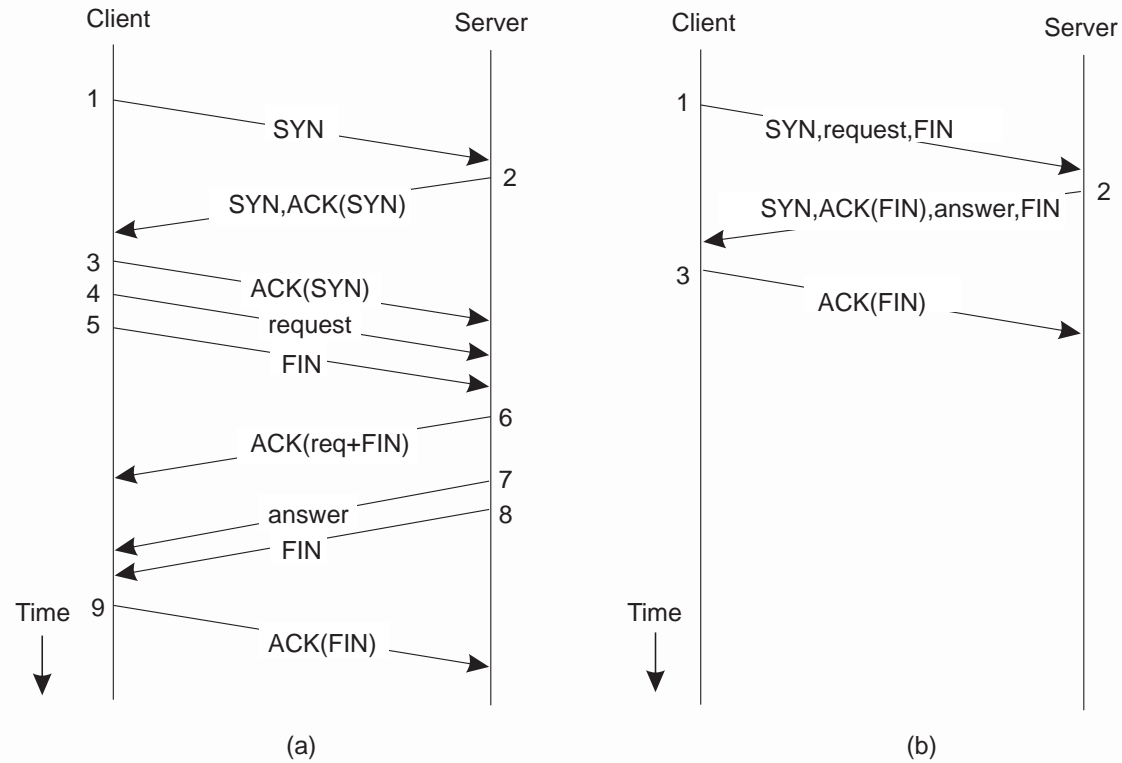 Client
Server
1
SYN
2
SYN,ACK(SYN)
3
ACK(SYN)
4
request
5
FIN
6
ACK(req+FIN)
7
answer
8
FIN
9
ACK(FIN)
Time
(a)
Client
Server
1
SYN,request,FIN
2
SYN,ACK(FIN),answer,FIN
3
ACK(FIN)
Time
(b)